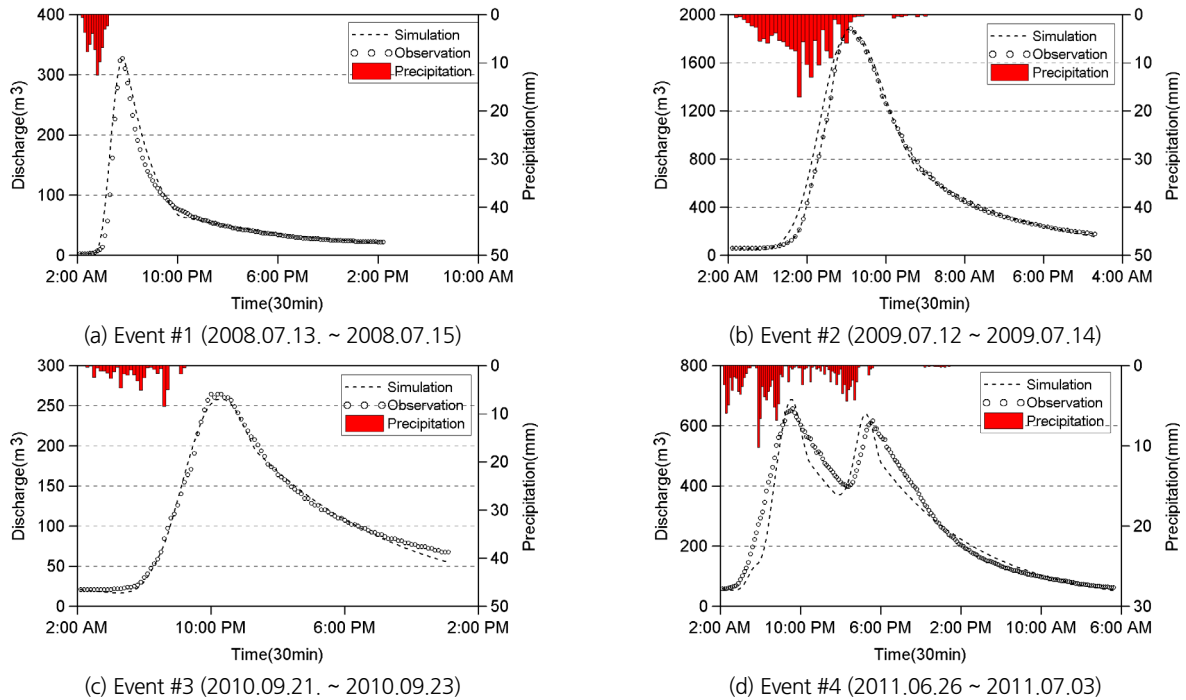 400
300
200
100
0
Discharge(m3)
0
10
20
30
40
50
Precipitation(mm)
Simulation
Observation
Precipitation
2:00 AM 10:00 PM 6:00 PM 2:00 PM 10:00 AM
Time(30min)
(a) Event #1 (2008.07.13. ~ 2008.07.15)
2000
1600
1200
800
400
0
Discharge(m3)
0
10
20
30
40
50
Precipitation(mm)
Simulation
Observation
Precipitation
2:00 AM 12:00 PM 10:00 PM 8:00 AM 6:00 PM 4:00 AM
Time(30min)
(b) Event #2 (2009.07.12 ~ 2009.07.14)
300
250
200
150
100
50
0
Discharge(m3)
0
10
20
30
40
50
Precipitation(mm)
Simulation
Observation
Precipitation
2:00 AM 10:00 PM 6:00 PM 2:00 PM
Time(30min)
(c) Event #3 (2010.09.21. ~ 2010.09.23)
800
600
400
200
0
Discharge(m3)
0
10
20
30
Precipitation(mm)
Simulation
Observation
Precipitation
2:00 AM 10:00 PM 6:00 PM 2:00 PM 10:00 AM 6:00 AM
Time(30min)
(d) Event #4 (2011.06.26 ~ 2011.07.03)